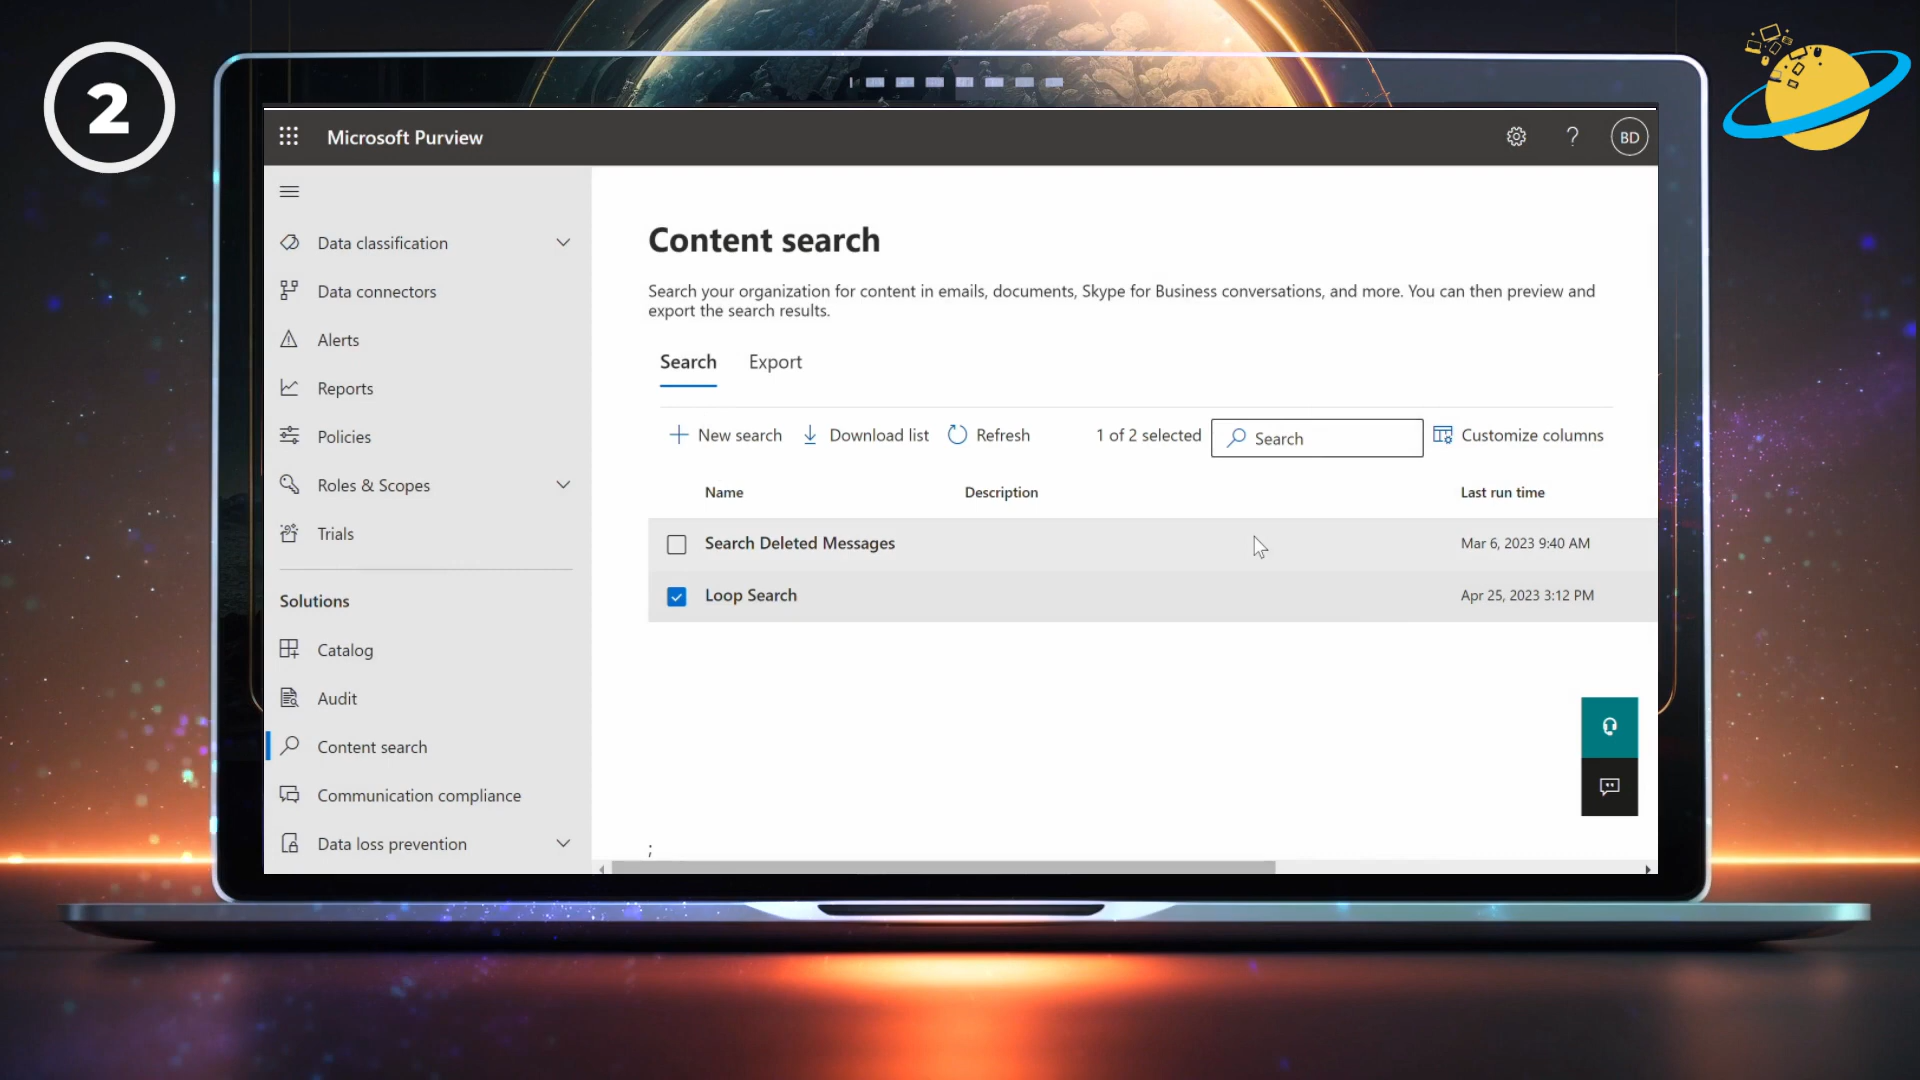 2
Microsoft Purview
?
BD
Data classification
Data connectors
Alerts
Reports
Policies
Roles & Scopes
Trials
Solutions
Catalog
Audit
Content search
Communication compliance
Data loss prevention
Content search
Search your organization for content in emails, documents, Skype for Business conversations, and more. You can then preview and
export the search results.
Search Export
New search Download list Refresh 1 of 2 selected Search Customize columns
Name Description Last run time
Search Deleted Messages Mar 6, 2023 9:40 AM
Loop Search Apr 25, 2023 3:12 PM
;